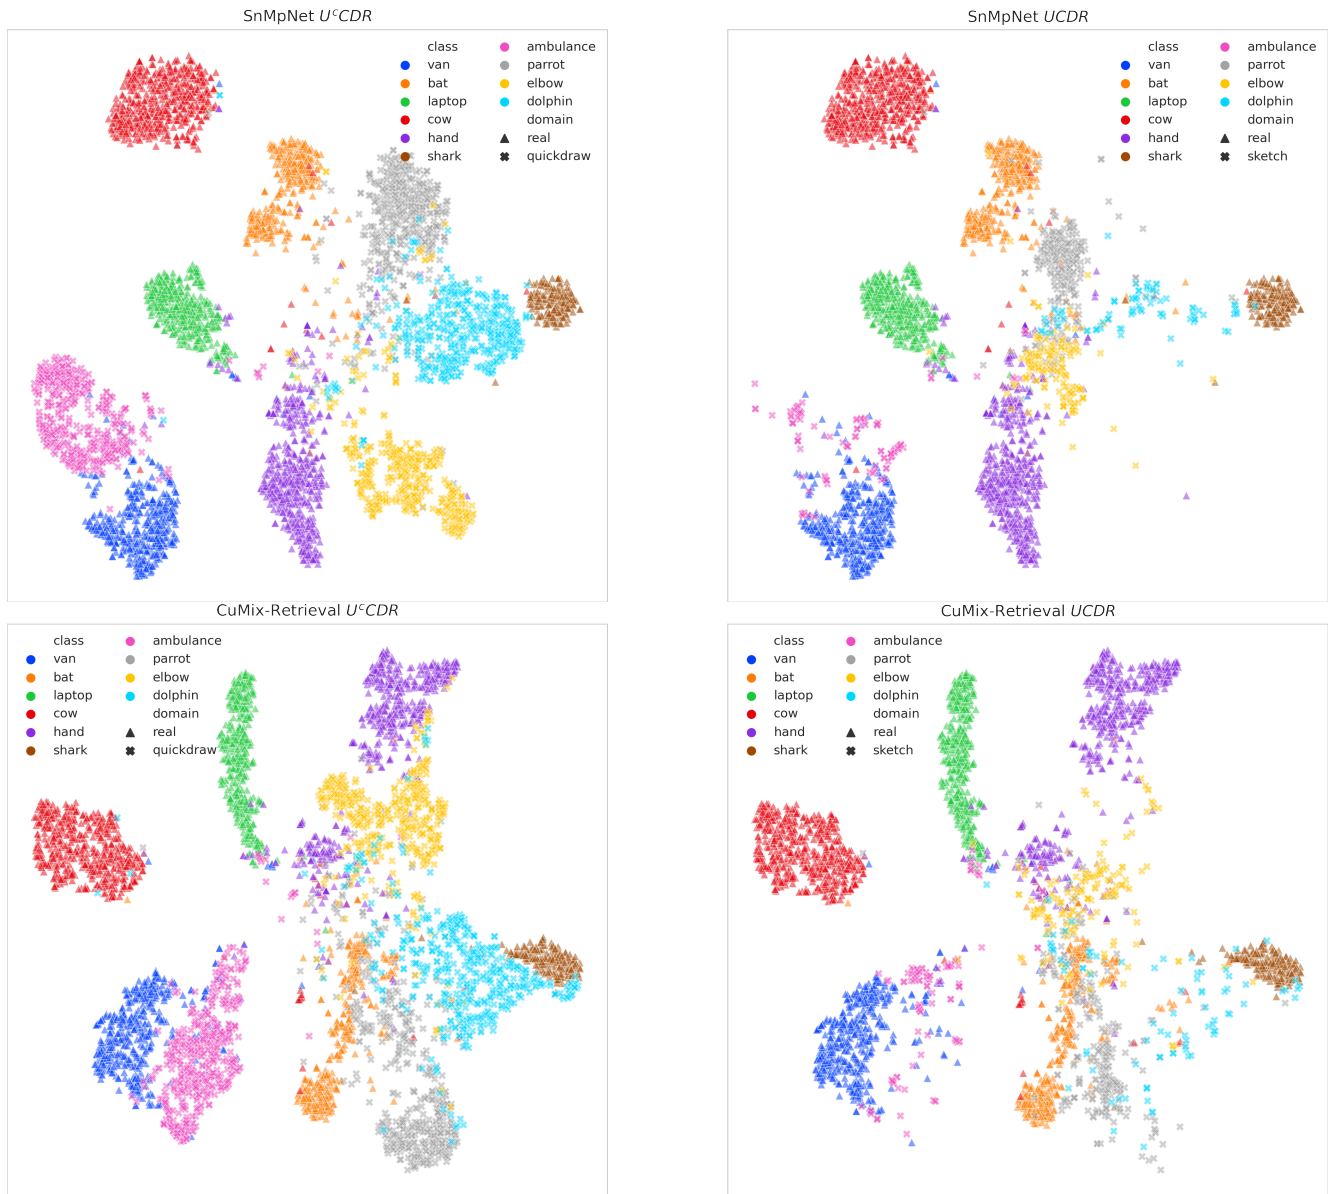 SnMpNet UᶜCDR
class
van
bat
laptop
cow
hand
shark
ambulance
parrot
elbow
dolphin
domain
real
quickdraw
SnMpNet UCDR
class
van
bat
laptop
cow
hand
shark
ambulance
parrot
elbow
dolphin
domain
real
sketch
CuMix-Retrieval UᶜCDR
class
van
bat
laptop
cow
hand
shark
ambulance
parrot
elbow
dolphin
domain
real
quickdraw
CuMix-Retrieval UCDR
class
van
bat
laptop
cow
hand
shark
ambulance
parrot
elbow
dolphin
domain
real
sketch